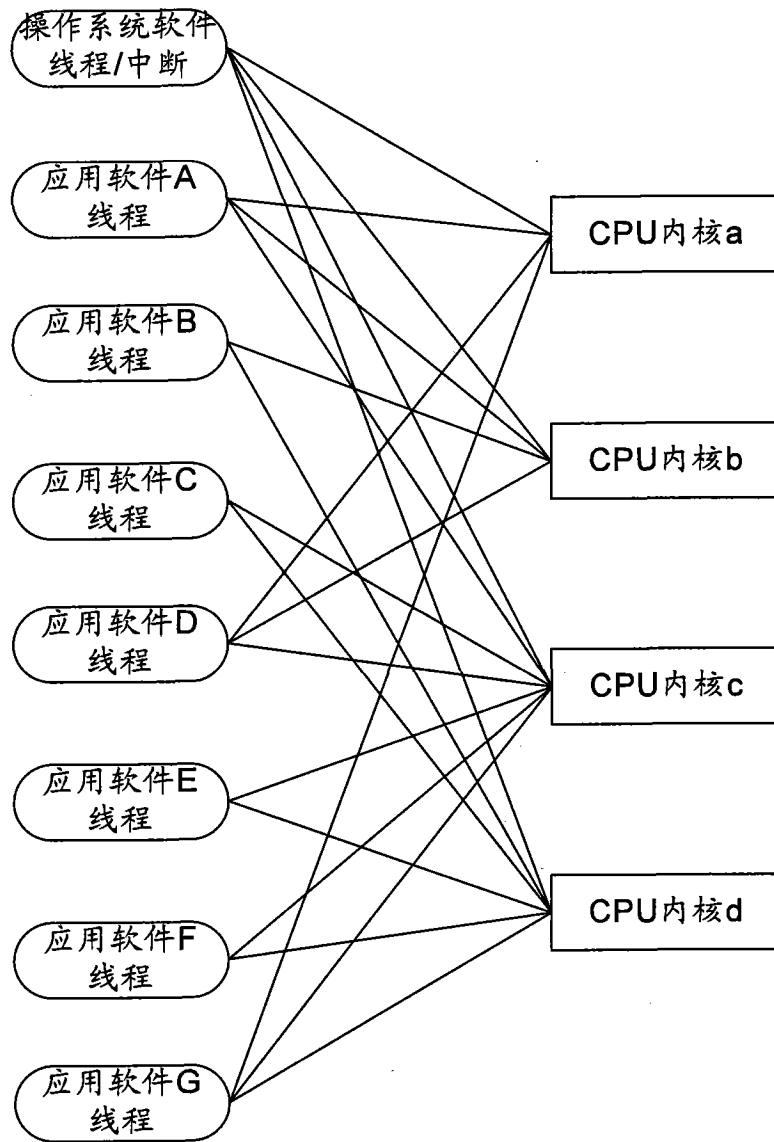 操作系统软件
线程/中断
应用软件A
线程
CPU内核a
应用软件B
线程
CPU内核b
应用软件C
线程
应用软件D
线程
CPU内核c
应用软件E
线程
CPU内核d
应用软件F
线程
应用软件G
线程